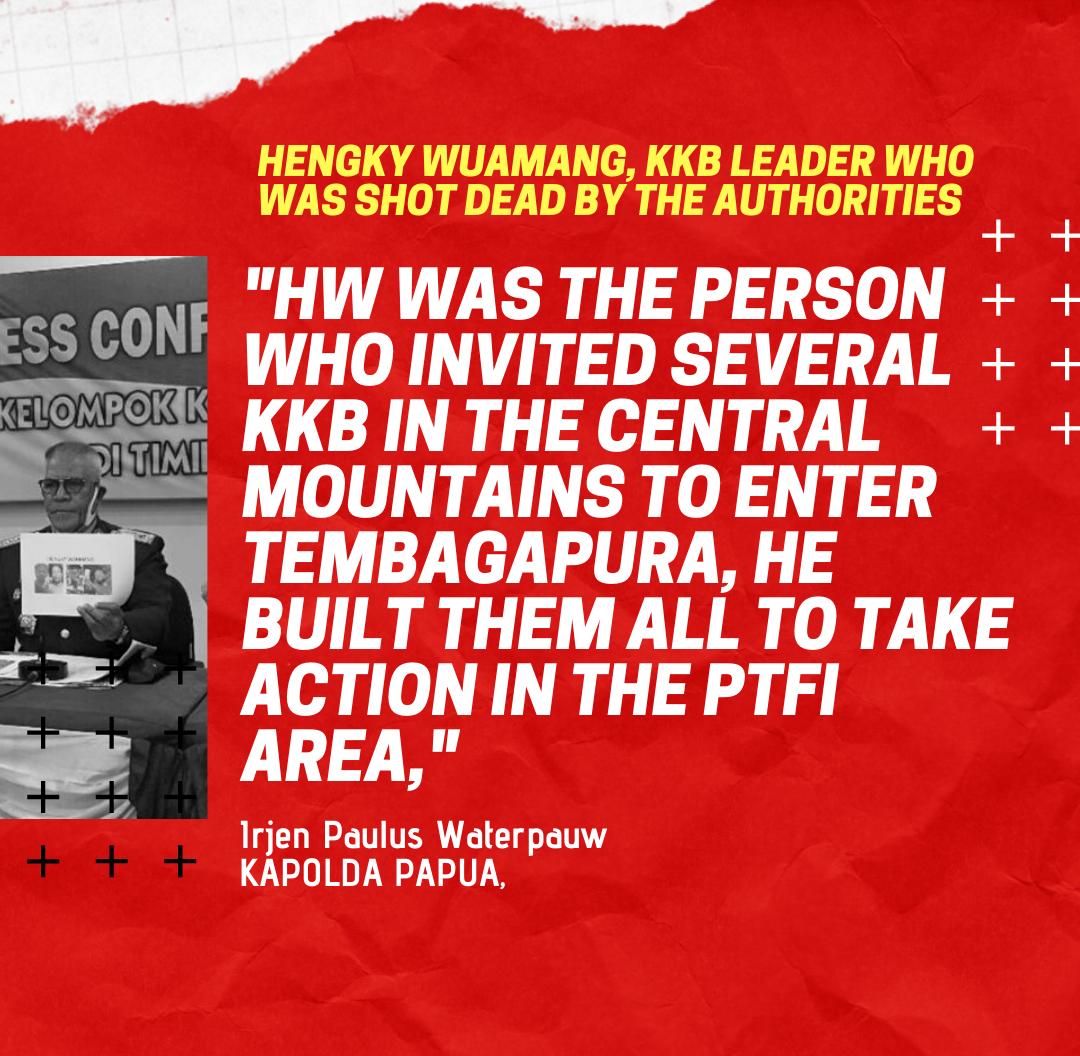 HENGKY WUAMANG, KKB LEADER WHO
WAS SHOT DEAD BY THE AUTHORITIES
"HW WAS THE PERSON
WHO INVITED SEVERAL
KKB IN THE CENTRAL
MOUNTAINS TO ENTER
TEMBAGAPURA, HE
BUILT THEM ALL TO TAKE
ACTION IN THE PTFI
AREA,"
Irjen Paulus Waterpauw
KAPOLDA PAPUA,
ESS CONF
KELOMPOK K
DI TIMI